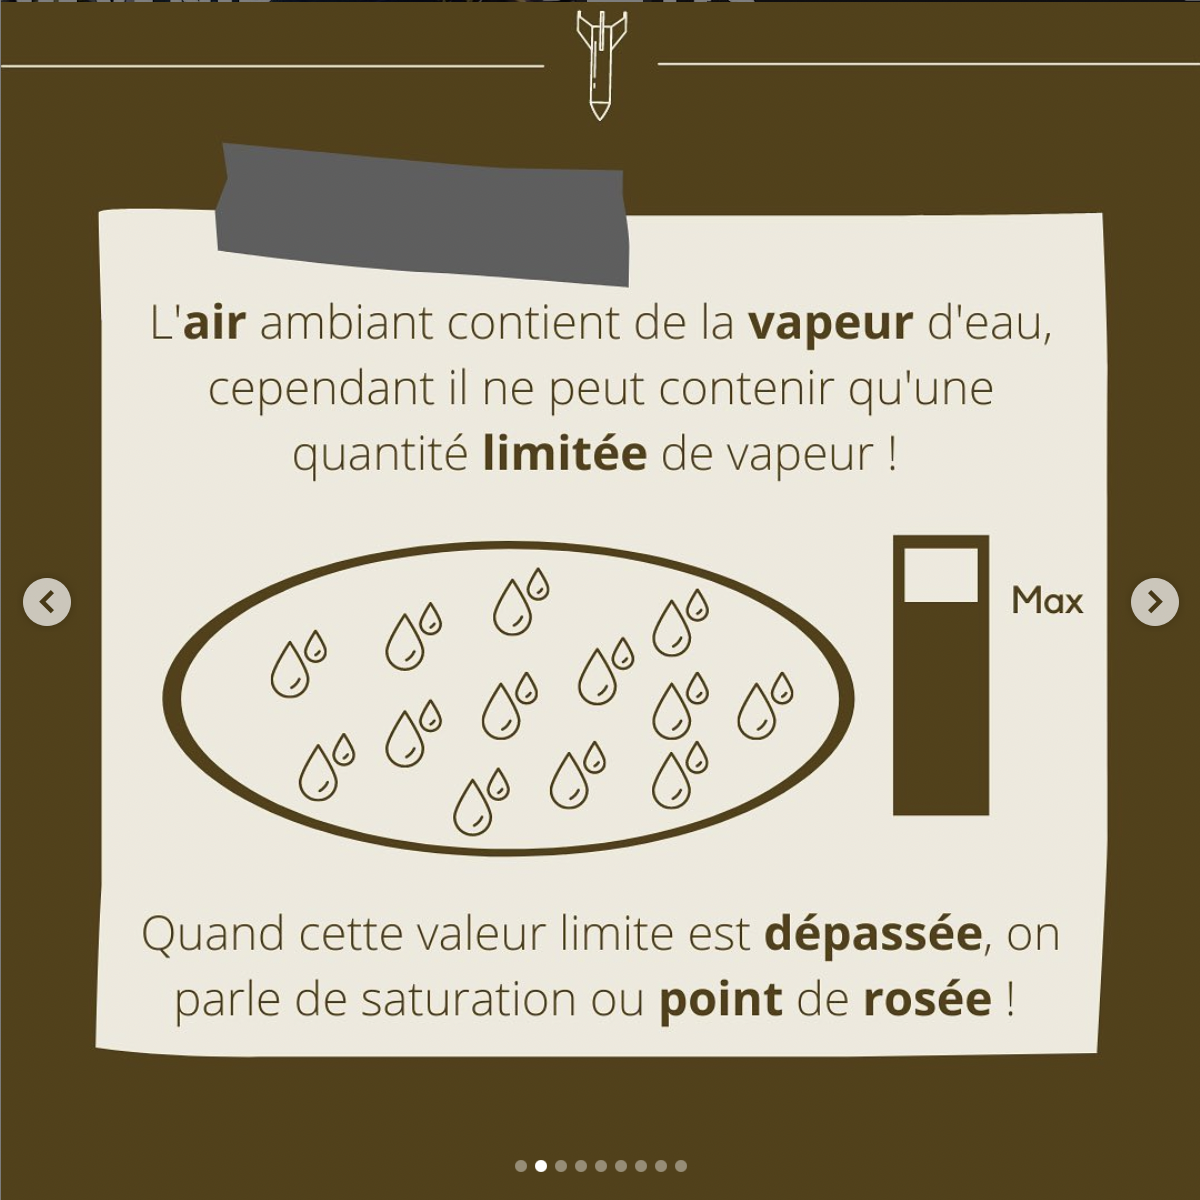 L'air ambiant contient de la vapeur d'eau,
cependant il ne peut contenir qu'une
quantité limitée de vapeur !
Max
Quand cette valeur limite est dépassée, on
parle de saturation ou point de rosée !